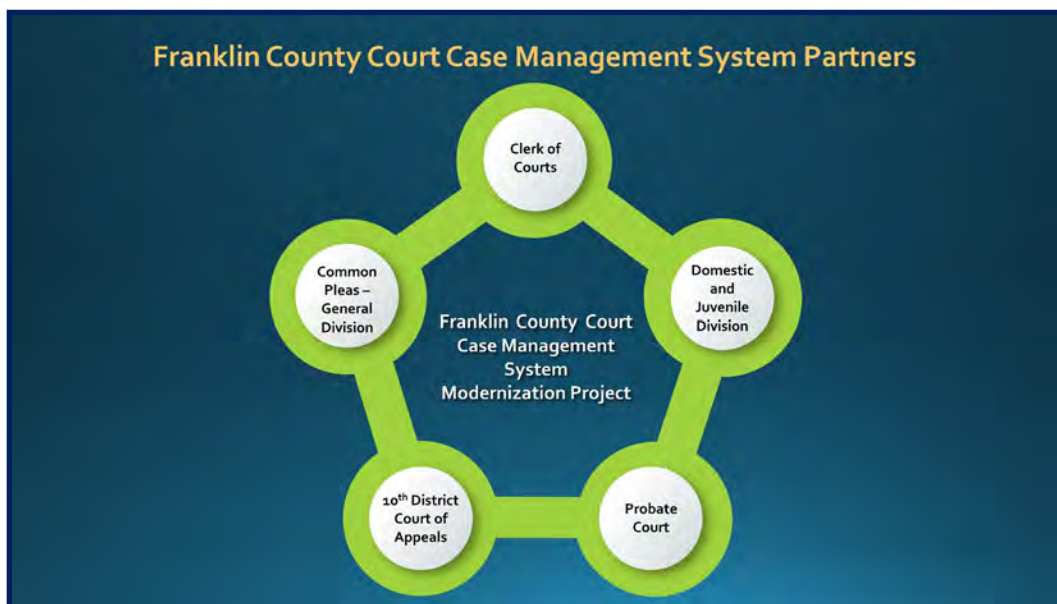 Franklin County Court Case Management System Partners
Clerk of
Courts
Common
Pleas –
General
Division
Domestic
and
Juvenile
Division
Franklin County Court
Case Management
System
Modernization Project
10th District
Court of
Appeals
Probate
Court